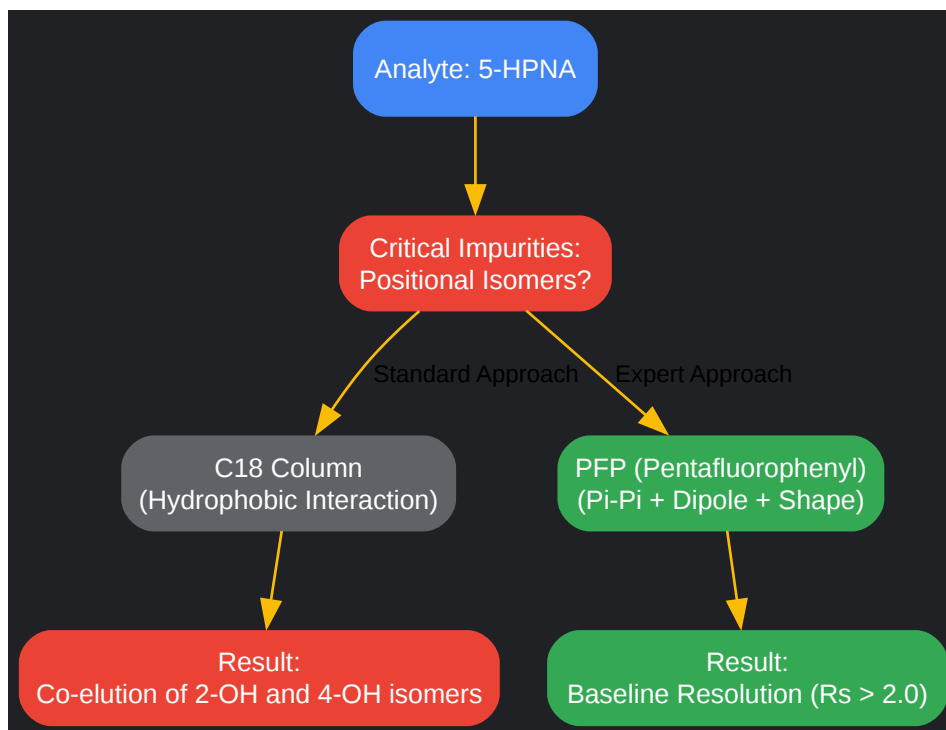 Analyte: 5-HPNA
Critical Impurities:
Positional Isomers?
Standard Approach
Expert Approach
C18 Column
(Hydrophobic Interaction)
PFP (Pentafluorophenyl)
(Pi-Pi + Dipole + Shape)
Result:
Co-elution of 2-OH and 4-OH isomers
Result:
Baseline Resolution (Rs > 2.0)